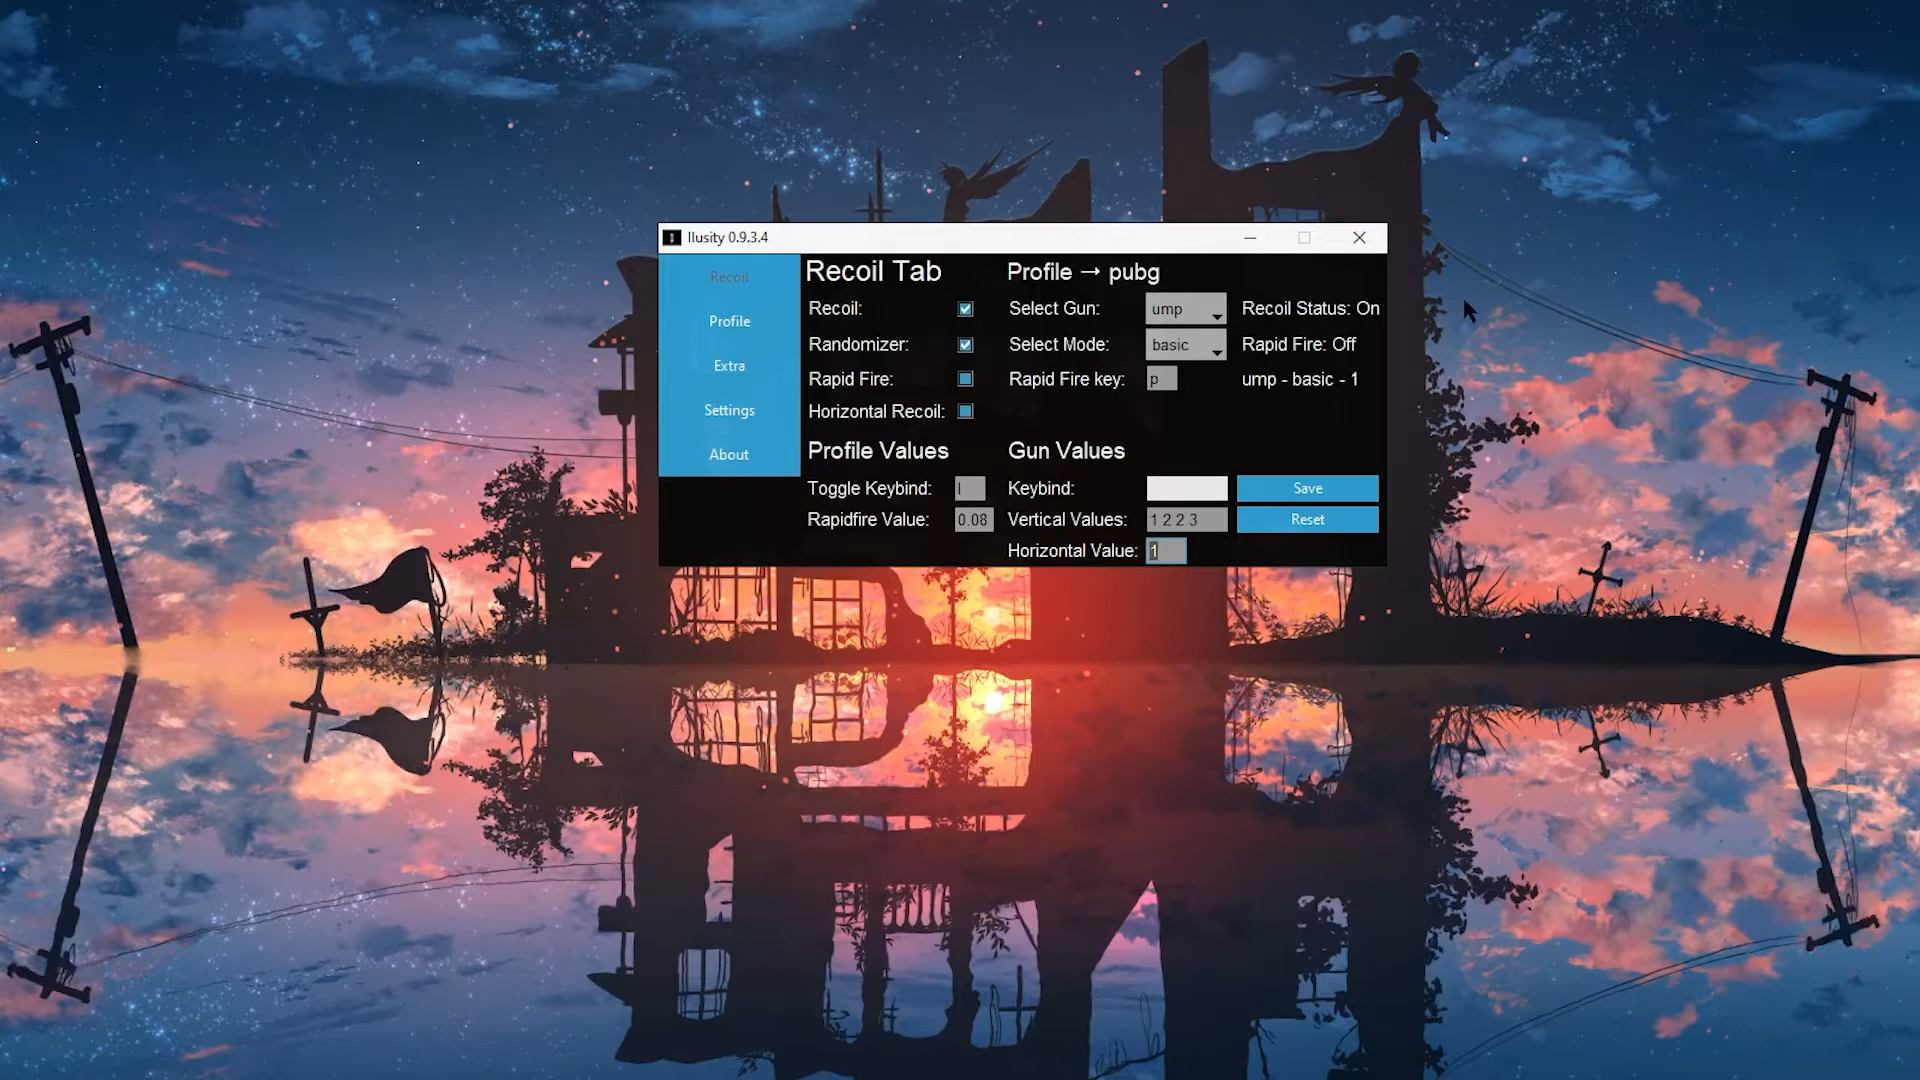 Ilusity 0.9.3.4
Recoil
Profile
Extra
Settings
About
Recoil Tab
Recoil:
Randomizer:
Rapid Fire:
Horizontal Recoil:
Profile → pubg
Select Gun: ump
Select Mode: basic
Rapid Fire key: p
Recoil Status: On
Rapid Fire: Off
ump - basic - 1
Profile Values
Toggle Keybind: l
Rapidfire Value: 0.08
Gun Values
Keybind:
Vertical Values: 1 2 2 3
Horizontal Value: 1
Save
Reset